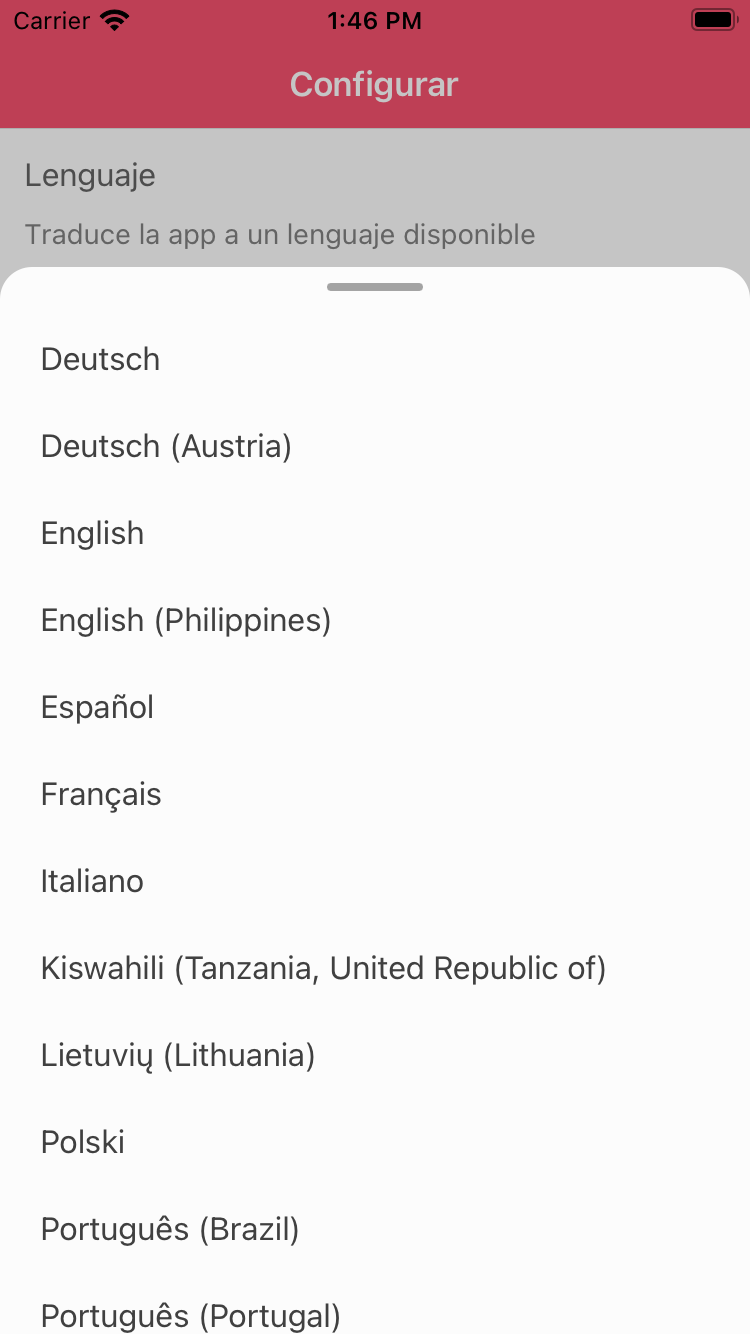 Carrier 1:46 PM
Configurar
Lenguaje
Traduce la app a un lenguaje disponible
Deutsch
Deutsch (Austria)
English
English (Philippines)
Español
Français
Italiano
Kiswahili (Tanzania, United Republic of)
Lietuvių (Lithuania)
Polski
Português (Brazil)
Português (Portugal)